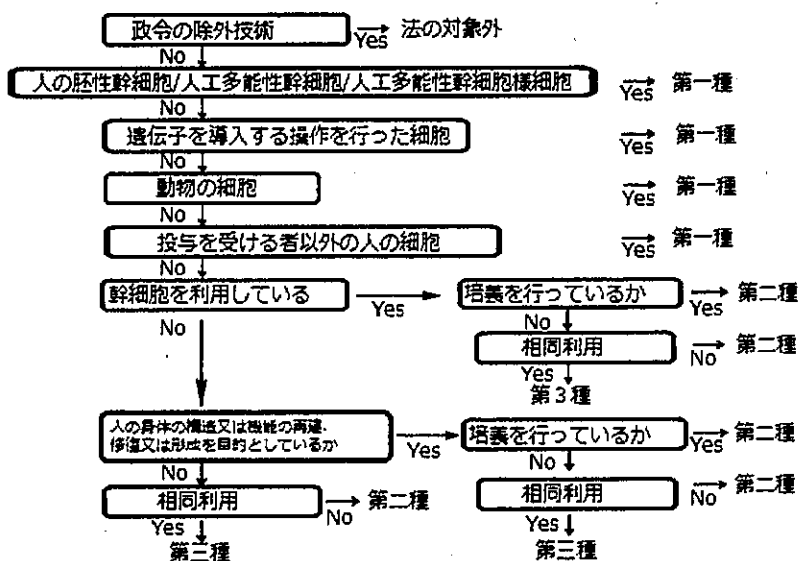 政令の除外技術 Yes 法の対象外
No
人の胚性幹細胞/人工多能性幹細胞/人工多能性幹細胞様細胞 Yes 第一種
No
遺伝子を導入する操作を行った細胞 Yes 第一種
No
動物の細胞 Yes 第一種
No
投与を受ける者以外の人の細胞 Yes 第一種
No
幹細胞を利用している Yes 培義を行っているか Yes 第二種
No No
相同利用 No 第二種
Yes
第3種
人の身体の構造又は機能の再建、
修復又は形成を目的としているか Yes 培義を行っているか Yes 第二種
No No
相同利用 No 第二種 相同利用 No 第二種
Yes Yes
第三種 第三種